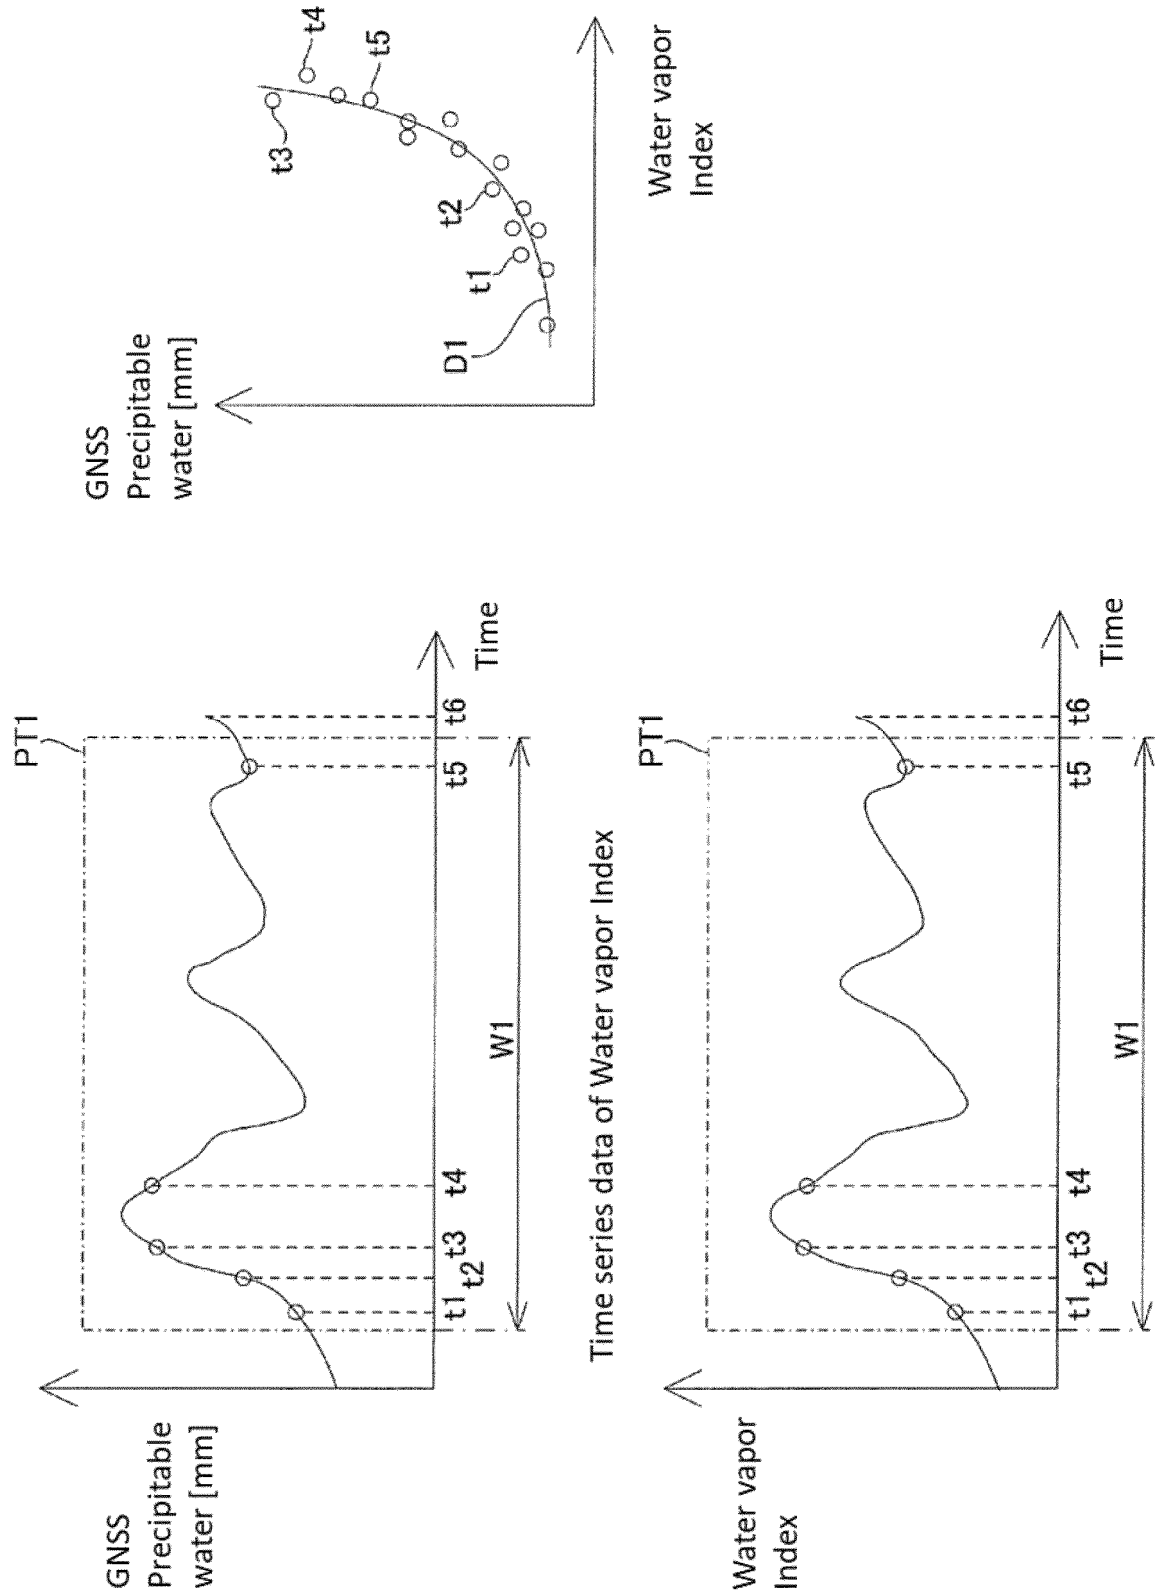 GNSS
Precipitable
water [mm]
PT1
t1
t2
t3
t4
t5
t6
Time
W1
Time series data of Water vapor Index
Water vapor
Index
PT1
t1
t2
t3
t4
t5
t6
Time
W1
GNSS
Precipitable
water [mm]
D1
t1
t2
t3
t4
t5
Water vapor
Index